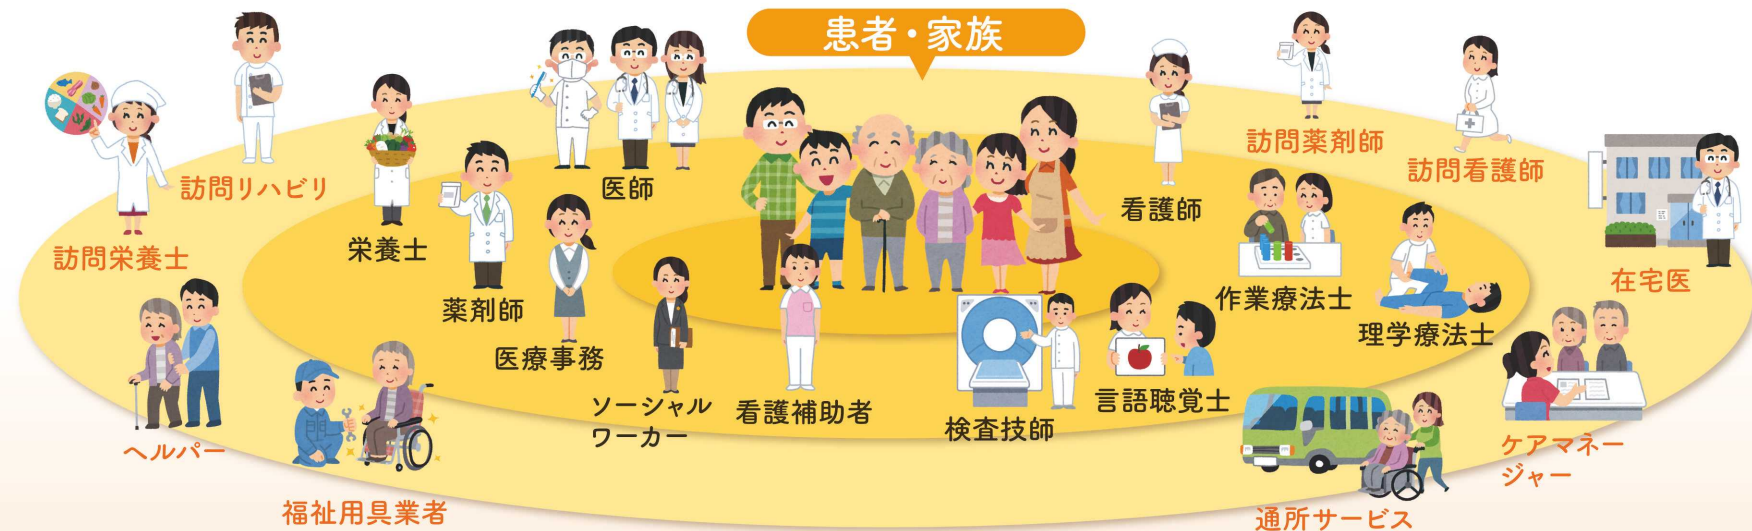 患者・家族
訪問リハビリ
訪問栄養士
栄養士
薬剤師
医療事務
医師
ソーシャル
ワーカー
看護補助者
検査技師
言語聴覚士
看護師
作業療法士
理学療法士
訪問薬剤師
訪問看護師
在宅医
ケアマネー
ジャー
通所サービス
福祉用具業者
ヘルパー